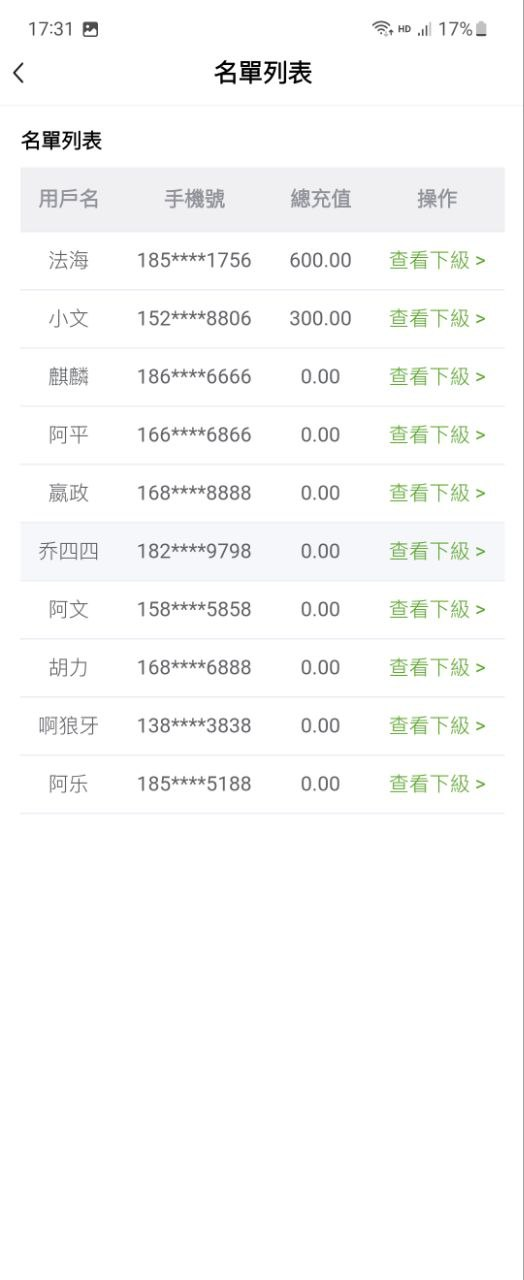 17:31 HD 17%
名單列表
名單列表
用戶名 手機號 總充值 操作
法海 185****1756 600.00 查看下級 >
小文 152****8806 300.00 查看下級 >
麒麟 186****6666 0.00 查看下級 >
阿平 166****6866 0.00 查看下級 >
嬴政 168****8888 0.00 查看下級 >
乔四四 182****9798 0.00 查看下級 >
阿文 158****5858 0.00 查看下級 >
胡力 168****6888 0.00 查看下級 >
啊狼牙 138****3838 0.00 查看下級 >
阿乐 185****5188 0.00 查看下級 >